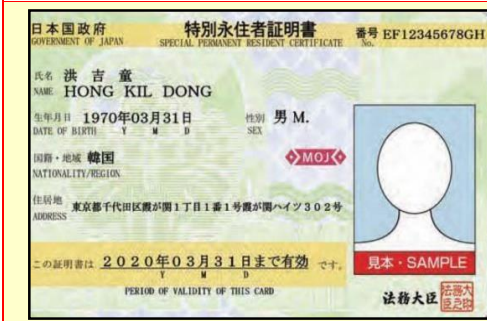 日本国政府 特別永住者証明書 番号 EF12345678GH
GOVERNMENT OF JAPAN SPECIAL PERMANENT RESIDENT CERTIFICATE No.
氏名 洪 吉 童
NAME HONG KIL DONG
生年月日 1970年03月31日 性別 男 M.
DATE OF BIRTH Y M D SEX
国籍・地域 韓国
NATIONALITY/REGION
MOJ
住居地 東京都千代田区霞が関1丁目1番1号霞が関ハイツ302号
ADDRESS
この証明書は 2020年03月31日まで有効 です。
Y M D
PERIOD OF VALIDITY OF THIS CARD
見本・SAMPLE
法務大臣 法務大臣之印